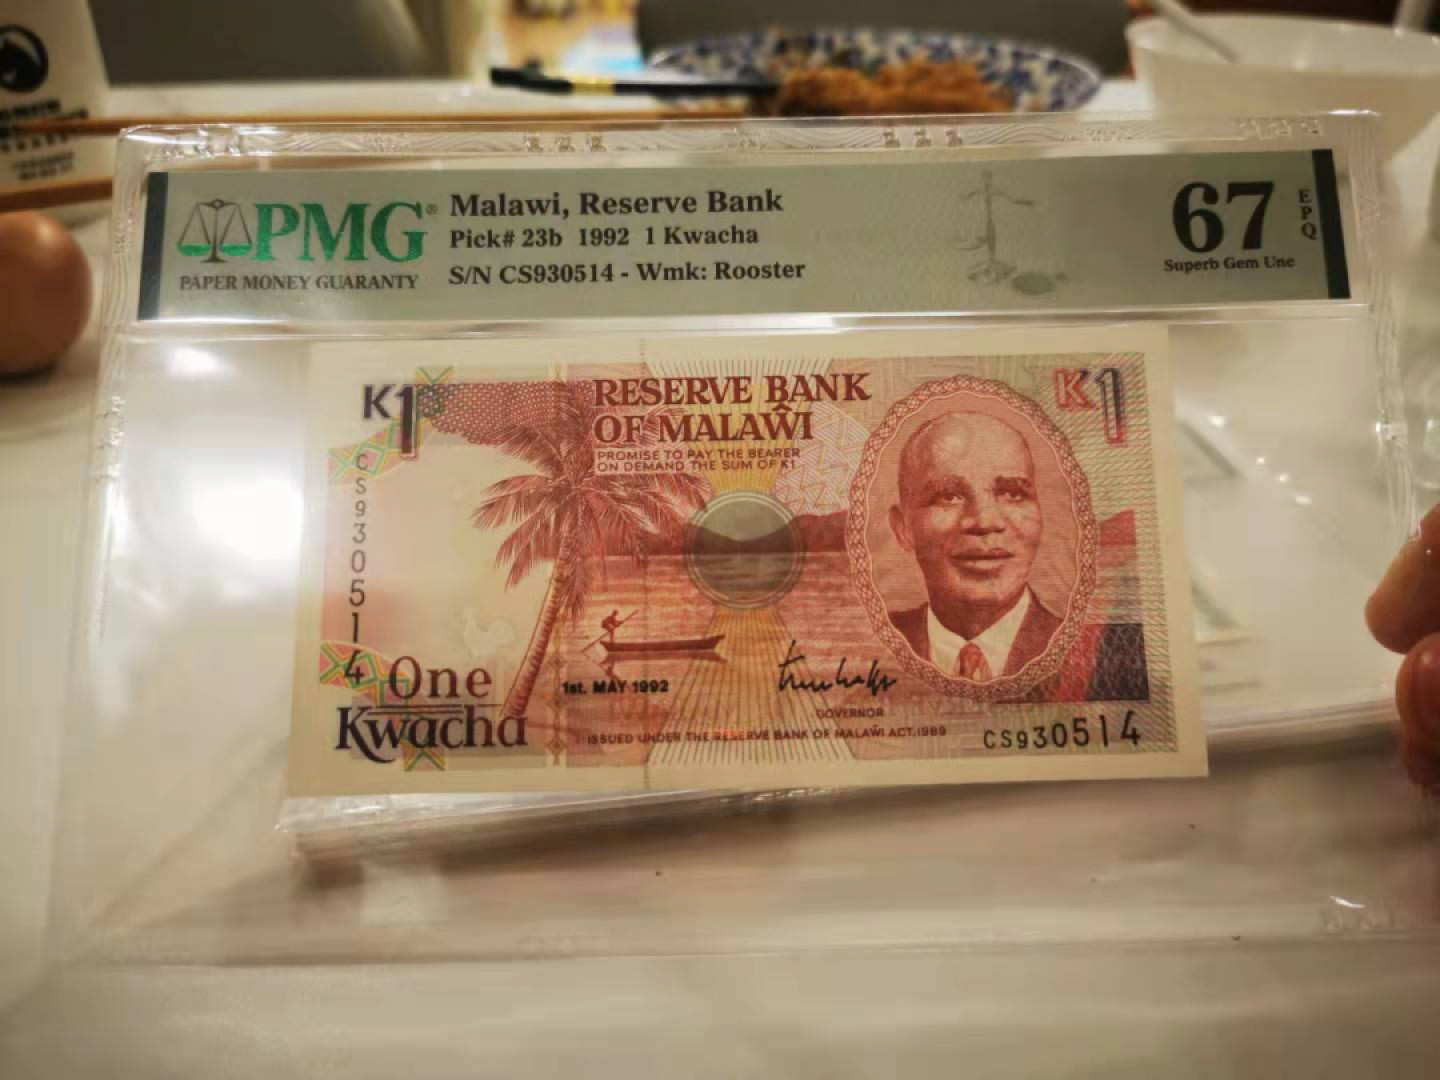 PMG®
PAPER MONEY GUARANTY
Malawi, Reserve Bank
Pick# 23b 1992 1 Kwacha
S/N CS930514 - Wmk: Rooster
67
EPQ
Superb Gem Unc
K1
RESERVE BANK
OF MALAŴI
PROMISE TO PAY THE BEARER
ON DEMAND THE SUM OF K1
K1
CS930514
One
Kwacha
1st. MAY 1992
GOVERNOR
ISSUED UNDER THE RESERVE BANK OF MALAŴI ACT.1989
CS930514